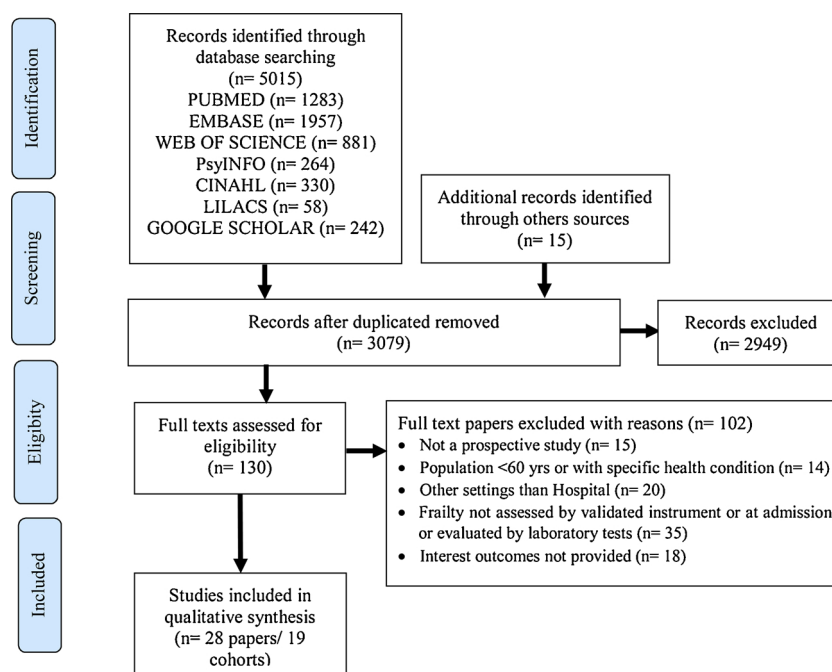 Identification
Records identified through
database searching
(n= 5015)
PUBMED (n= 1283)
EMBASE (n= 1957)
WEB OF SCIENCE (n= 881)
PsyINFO (n= 264)
CINAHL (n= 330)
LILACS (n= 58)
GOOGLE SCHOLAR (n= 242)
Additional records identified
through others sources
(n= 15)
Screening
Records after duplicated removed
(n= 3079)
Records excluded
(n= 2949)
Eligibity
Full texts assessed for
eligibility
(n= 130)
Full text papers excluded with reasons (n= 102)
• Not a prospective study (n= 15)
• Population <60 yrs or with specific health condition (n= 14)
• Other settings than Hospital (n= 20)
• Frailty not assessed by validated instrument or at admission
or evaluated by laboratory tests (n= 35)
• Interest outcomes not provided (n= 18)
Included
Studies included in
qualitative synthesis
(n= 28 papers/ 19
cohorts)